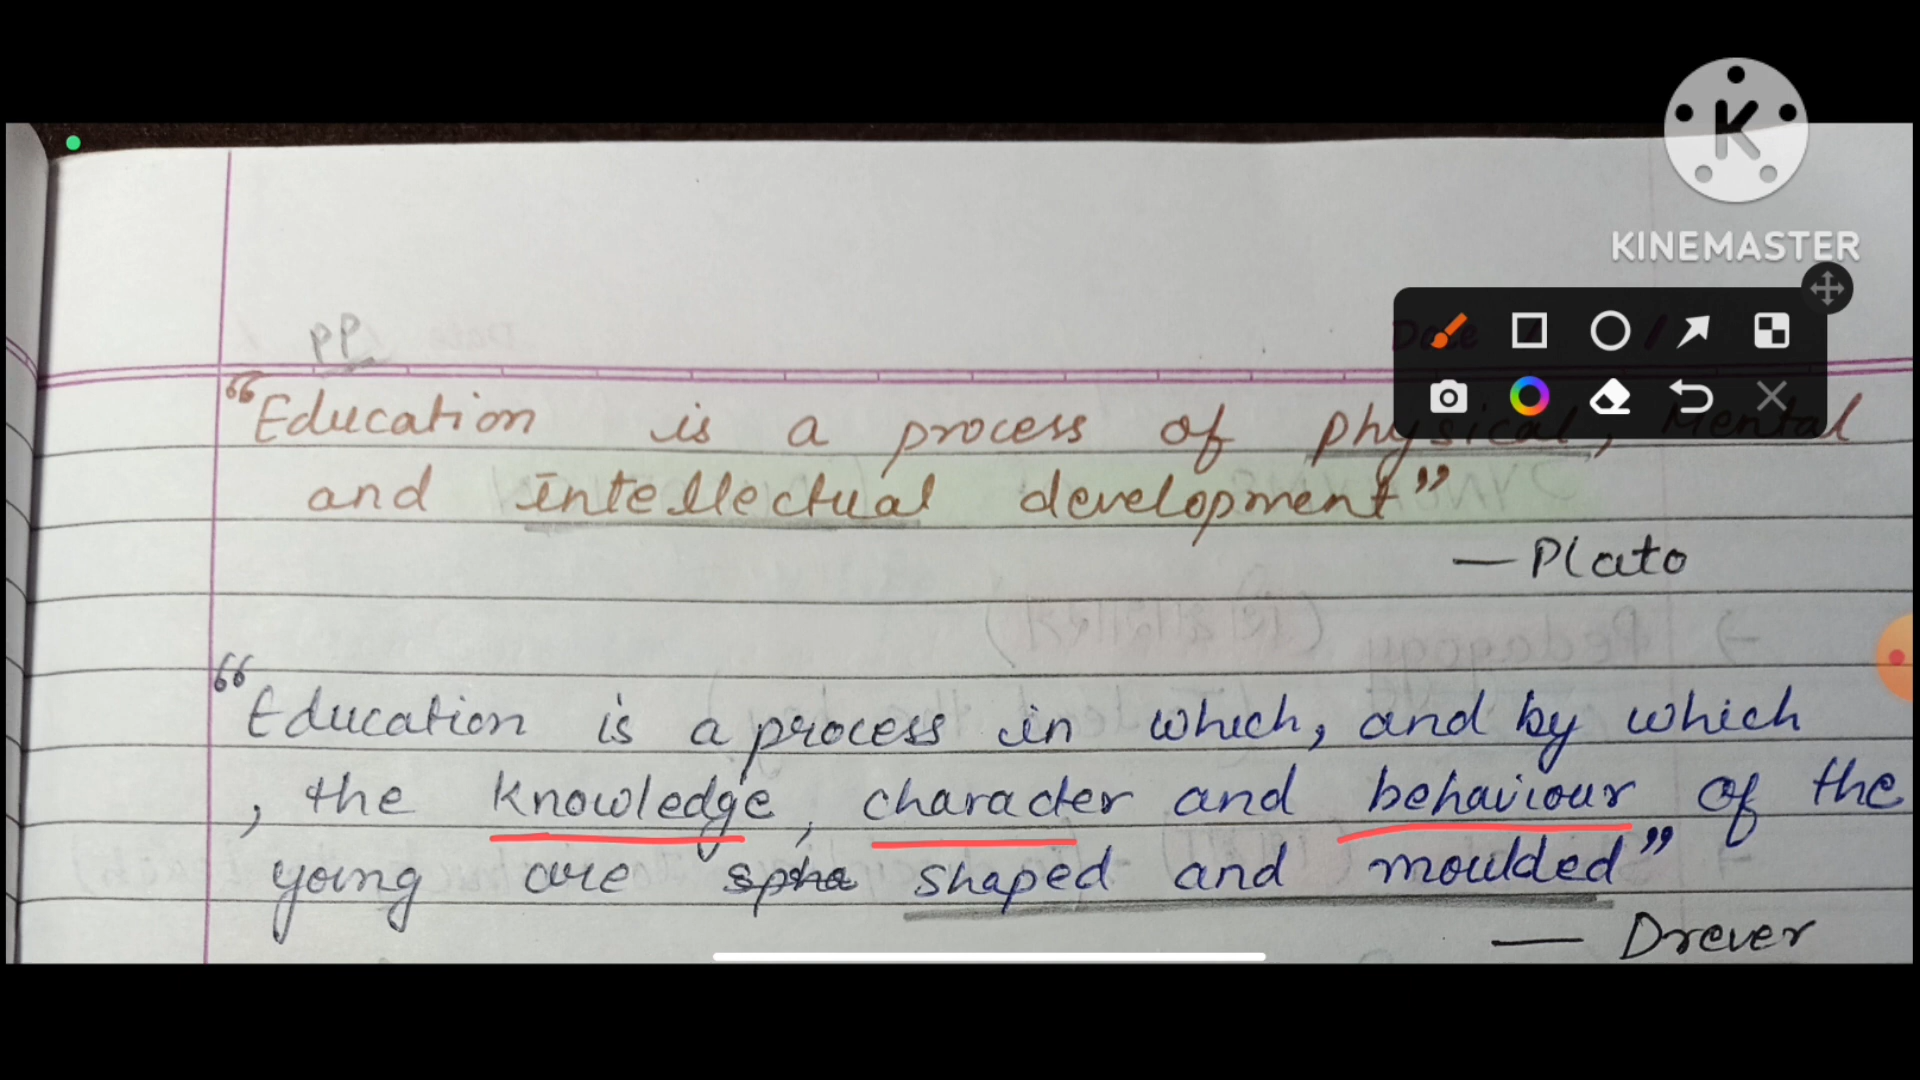 KINEMASTER
PP
Date
“Education is a process of physical, Mental
and intellectual development”
— Plato
“Education is a process in which, and by which
, the knowledge, character and behaviour of the
young are spha shaped and moulded”
— Drever